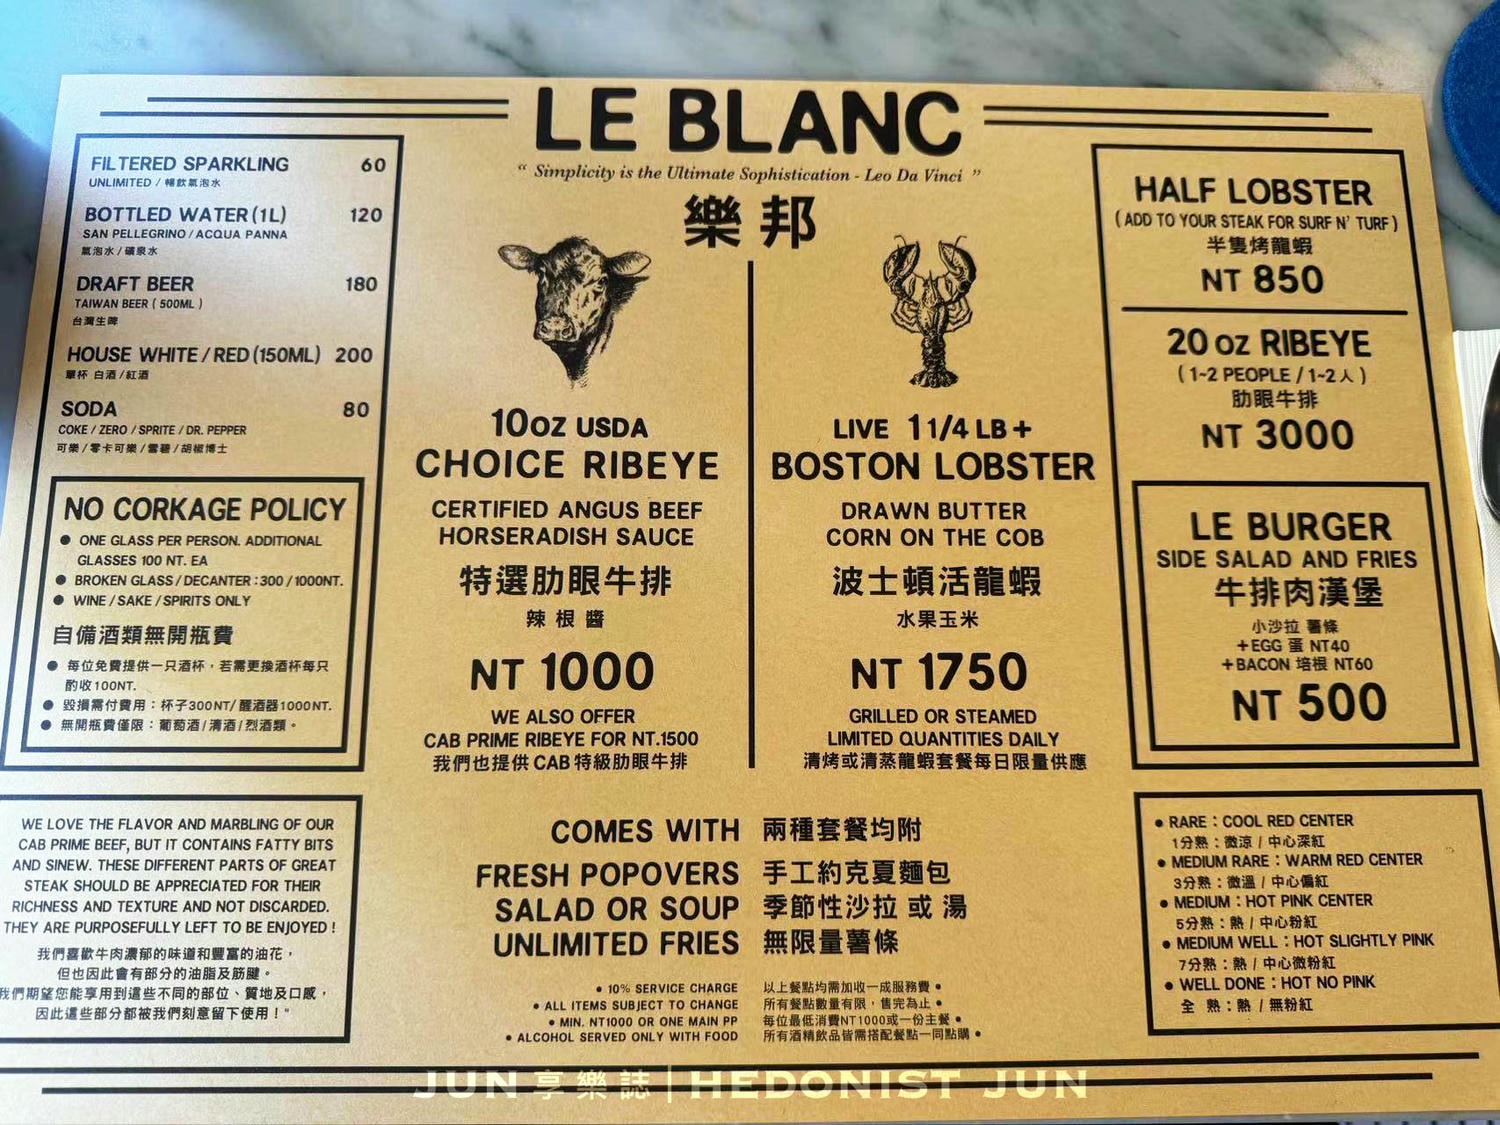 LE BLANC
“ Simplicity is the Ultimate Sophistication - Leo Da Vinci ”
樂邦
FILTERED SPARKLING 60
UNLIMITED / 暢飲氣泡水
BOTTLED WATER (1L) 120
SAN PELLEGRINO / ACQUA PANNA
氣泡水 / 礦泉水
DRAFT BEER 180
TAIWAN BEER ( 500ML )
台灣生啤
HOUSE WHITE / RED (150ML) 200
單杯 白酒 / 紅酒
SODA 80
COKE / ZERO / SPRITE / DR. PEPPER
可樂 / 零卡可樂 / 雪碧 / 胡椒博士
NO CORKAGE POLICY
● ONE GLASS PER PERSON. ADDITIONAL
GLASSES 100 NT. EA
● BROKEN GLASS / DECANTER : 300 / 1000NT.
● WINE / SAKE / SPIRITS ONLY
自備酒類無開瓶費
● 每位免費提供一只酒杯，若需更換酒杯每只
酌收100NT.
● 毀損需付費用：杯子300NT/ 醒酒器1000NT.
● 無開瓶費僅限：葡萄酒 / 清酒 / 烈酒類。
WE LOVE THE FLAVOR AND MARBLING OF OUR
CAB PRIME BEEF, BUT IT CONTAINS FATTY BITS
AND SINEW. THESE DIFFERENT PARTS OF GREAT
STEAK SHOULD BE APPRECIATED FOR THEIR
RICHNESS AND TEXTURE AND NOT DISCARDED.
THEY ARE PURPOSEFULLY LEFT TO BE ENJOYED !
我們喜歡牛肉濃郁的味道和豐富的油花，
但也因此會有部分的油脂及筋腱。
我們期望您能享用到這些不同的部位、質地及口感，
因此這些部分都被我們刻意留下使用！"
10oz USDA
CHOICE RIBEYE
CERTIFIED ANGUS BEEF
HORSERADISH SAUCE
特選肋眼牛排
辣 根 醬
NT 1000
WE ALSO OFFER
CAB PRIME RIBEYE FOR NT.1500
我們也提供 CAB 特級肋眼牛排
LIVE 1 1/4 LB +
BOSTON LOBSTER
DRAWN BUTTER
CORN ON THE COB
波士頓活龍蝦
水果玉米
NT 1750
GRILLED OR STEAMED
LIMITED QUANTITIES DAILY
清烤或清蒸龍蝦套餐每日限量供應
COMES WITH 兩種套餐均附
FRESH POPOVERS 手工約克夏麵包
SALAD OR SOUP 季節性沙拉 或 湯
UNLIMITED FRIES 無限量薯條
● 10% SERVICE CHARGE 以上餐點均需加收一成服務費 ●
● ALL ITEMS SUBJECT TO CHANGE 所有餐點數量有限，售完為止 ●
● MIN. NT1000 OR ONE MAIN PP 每位最低消費NT1000或一份主餐 ●
● ALCOHOL SERVED ONLY WITH FOOD 所有酒精飲品皆需搭配餐點一同點購 ●
HALF LOBSTER
( ADD TO YOUR STEAK FOR SURF N' TURF )
半隻烤龍蝦
NT 850
20 oz RIBEYE
( 1~2 PEOPLE / 1~2人 )
肋眼牛排
NT 3000
LE BURGER
SIDE SALAD AND FRIES
牛排肉漢堡
小沙拉 薯條
+EGG 蛋 NT40
+BACON 培根 NT60
NT 500
● RARE : COOL RED CENTER
1分熟：微涼 / 中心深紅
● MEDIUM RARE : WARM RED CENTER
3分熟：微溫 / 中心偏紅
● MEDIUM : HOT PINK CENTER
5分熟：熱 / 中心粉紅
● MEDIUM WELL : HOT SLIGHTLY PINK
7分熟：熱 / 中心微粉紅
● WELL DONE : HOT NO PINK
全 熟：熱 / 無粉紅
JUN 享樂誌 | HEDONIST JUN